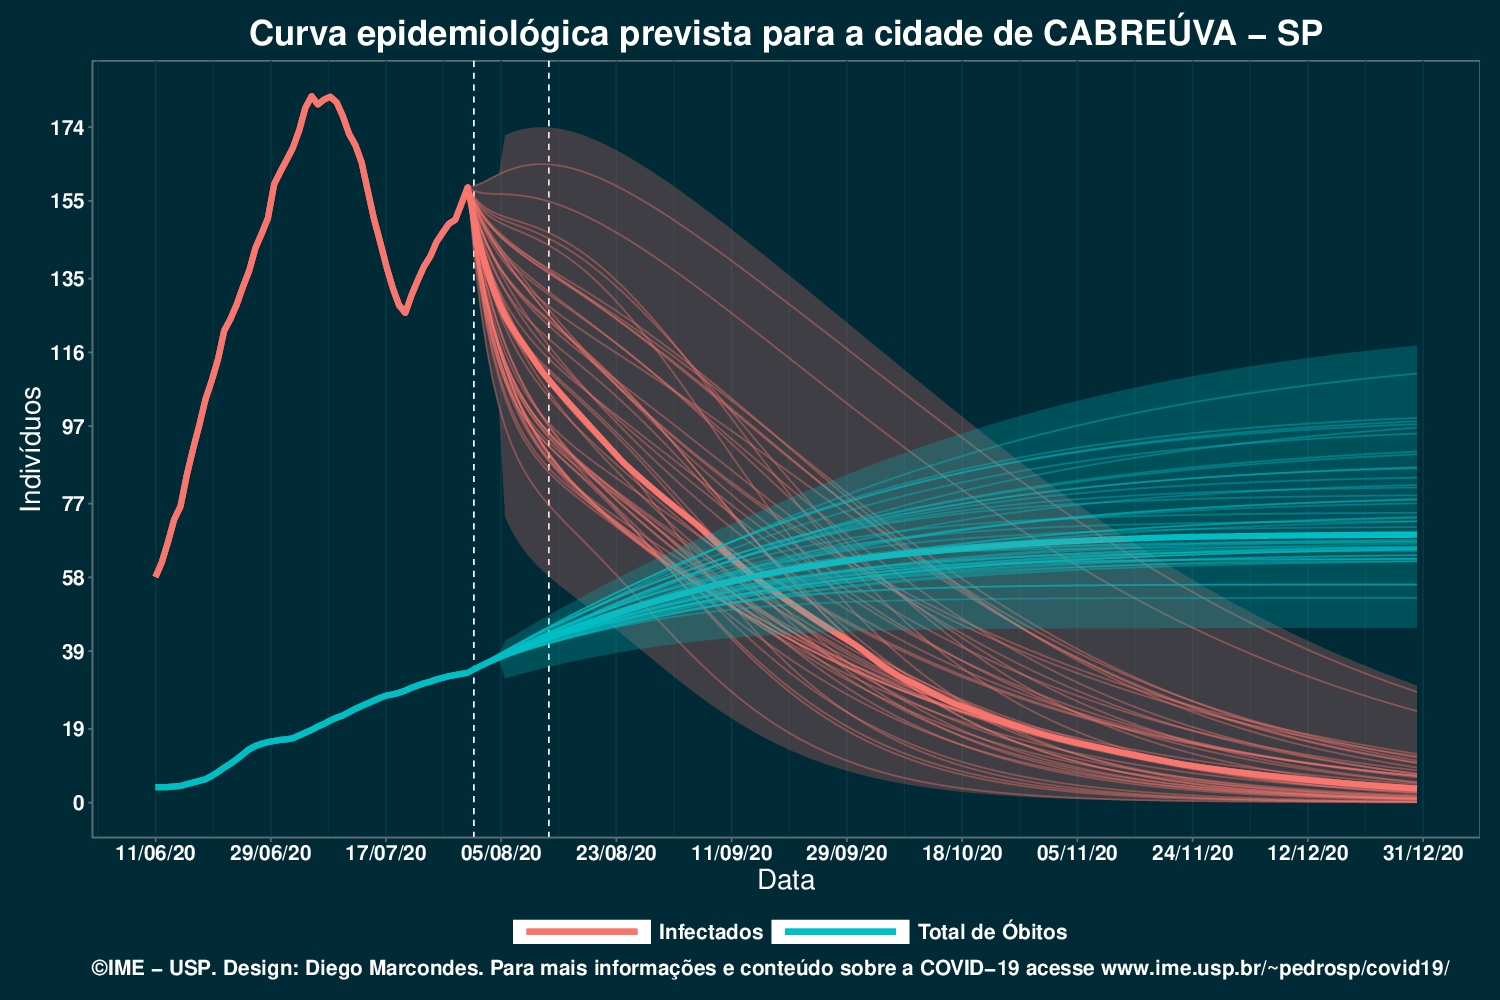 Curva epidemiológica prevista para a cidade de CABREÚVA – SP
Indivíduos
174
155
135
116
97
77
58
39
19
0
11/06/20 29/06/20 17/07/20 05/08/20 23/08/20 11/09/20 29/09/20 18/10/20 05/11/20 24/11/20 12/12/20 31/12/20
Data
Infectados Total de Óbitos
©IME – USP. Design: Diego Marcondes. Para mais informações e conteúdo sobre a COVID–19 acesse www.ime.usp.br/~pedrosp/covid19/